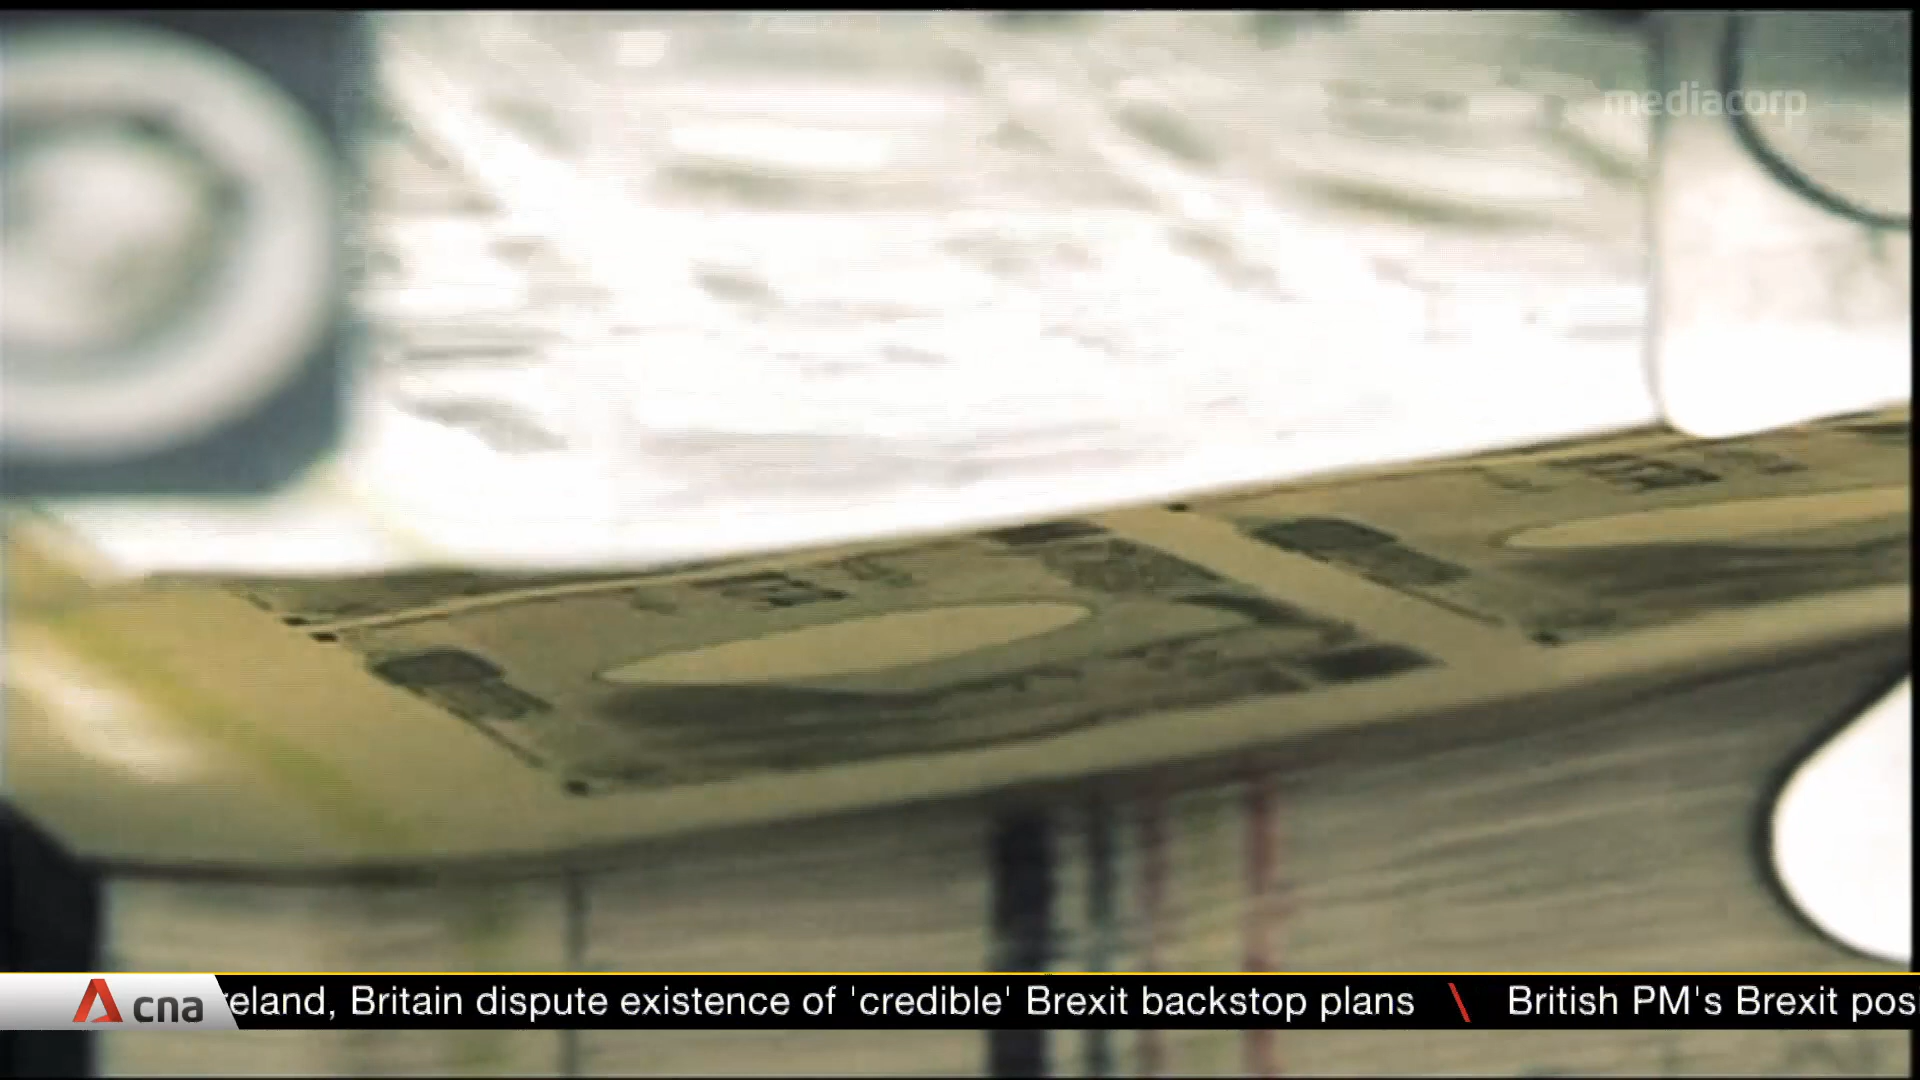 mediacorp
cna
eland, Britain dispute existence of 'credible' Brexit backstop plans \ British PM's Brexit pos